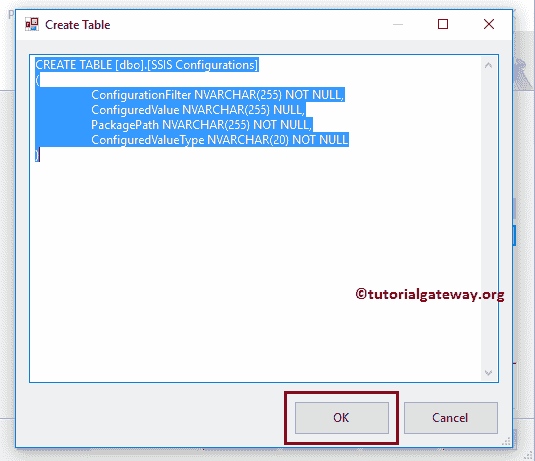 Create Table
CREATE TABLE [dbo].[SSIS Configurations]
(
ConfigurationFilter NVARCHAR(255) NOT NULL,
ConfiguredValue NVARCHAR(255) NULL,
PackagePath NVARCHAR(255) NOT NULL,
ConfiguredValueType NVARCHAR(20) NOT NULL
)
©tutorialgateway.org
OK
Cancel